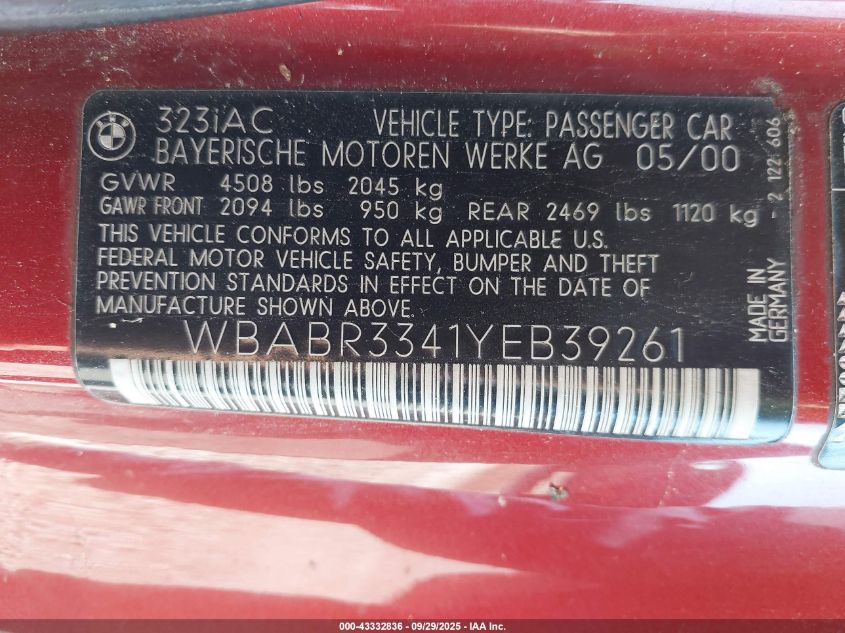 323iAC VEHICLE TYPE: PASSENGER CAR
BAYERISCHE MOTOREN WERKE AG 05/00
GVWR 4508 lbs 2045 kg
GAWR FRONT 2094 lbs 950 kg REAR 2469 lbs 1120 kg
THIS VEHICLE CONFORMS TO ALL APPLICABLE U.S.
FEDERAL MOTOR VEHICLE SAFETY, BUMPER AND THEFT
PREVENTION STANDARDS IN EFFECT ON THE DATE OF
MANUFACTURE SHOWN ABOVE.
WBABR3341YEB39261
MADE IN
GERMANY
- 2 122 606
000-43332836 - 09/29/2025 - IAA Inc.